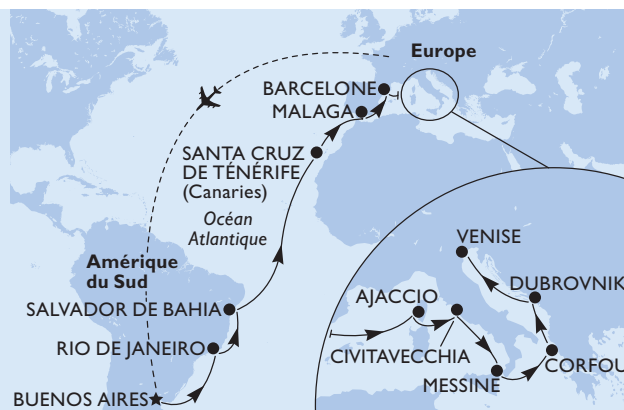 Europe
BARCELONE
MALAGA
SANTA CRUZ
DE TÉNÉRIFE
(Canaries)
Océan
Atlantique
Amérique
du Sud
SALVADOR DE BAHIA
RIO DE JANEIRO
BUENOS AIRES
VENISE
DUBROVNIK
AJACCIO
CIVITAVECCHIA
MESSINE
CORFOU